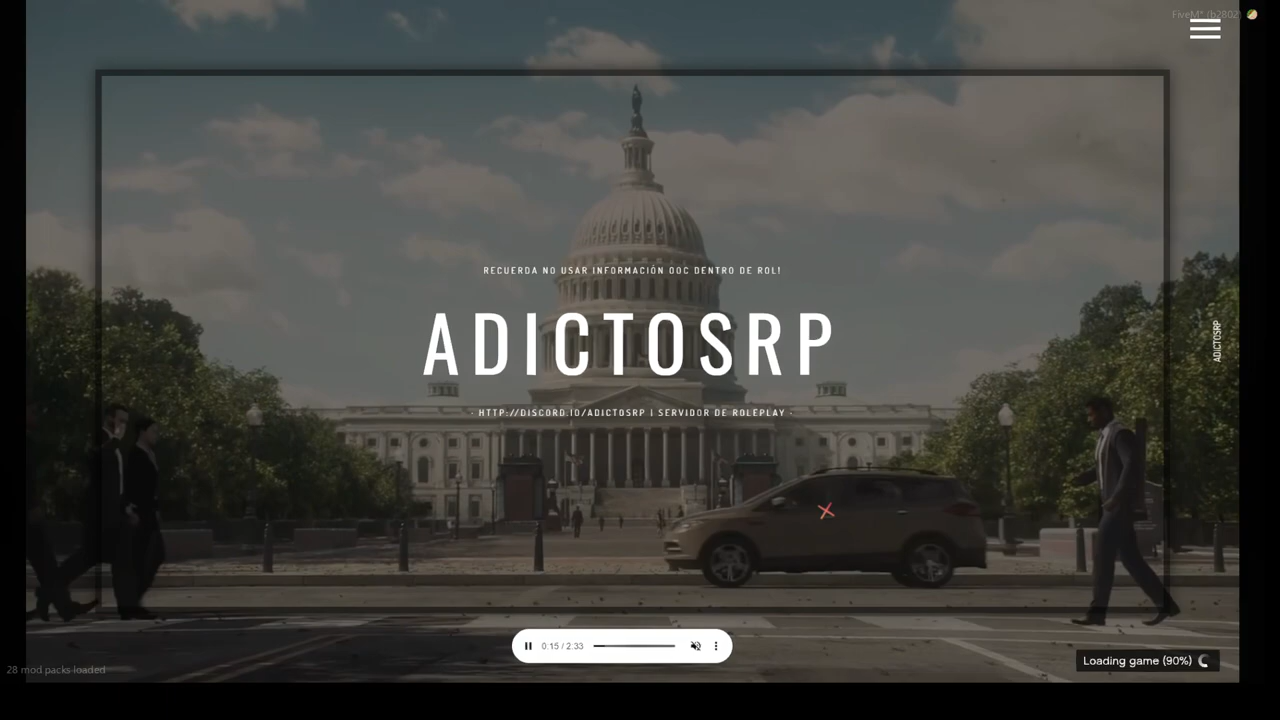 FiveM* (b2802)
RECUERDA NO USAR INFORMACIÓN OOC DENTRO DE ROL!
ADICTOSRP
ADICTOSRP
· HTTP://DISCORD.IO/ADICTOSRP | SERVIDOR DE ROLEPLAY ·
0:15 / 2:33
Loading game (90%)
28 mod packs loaded